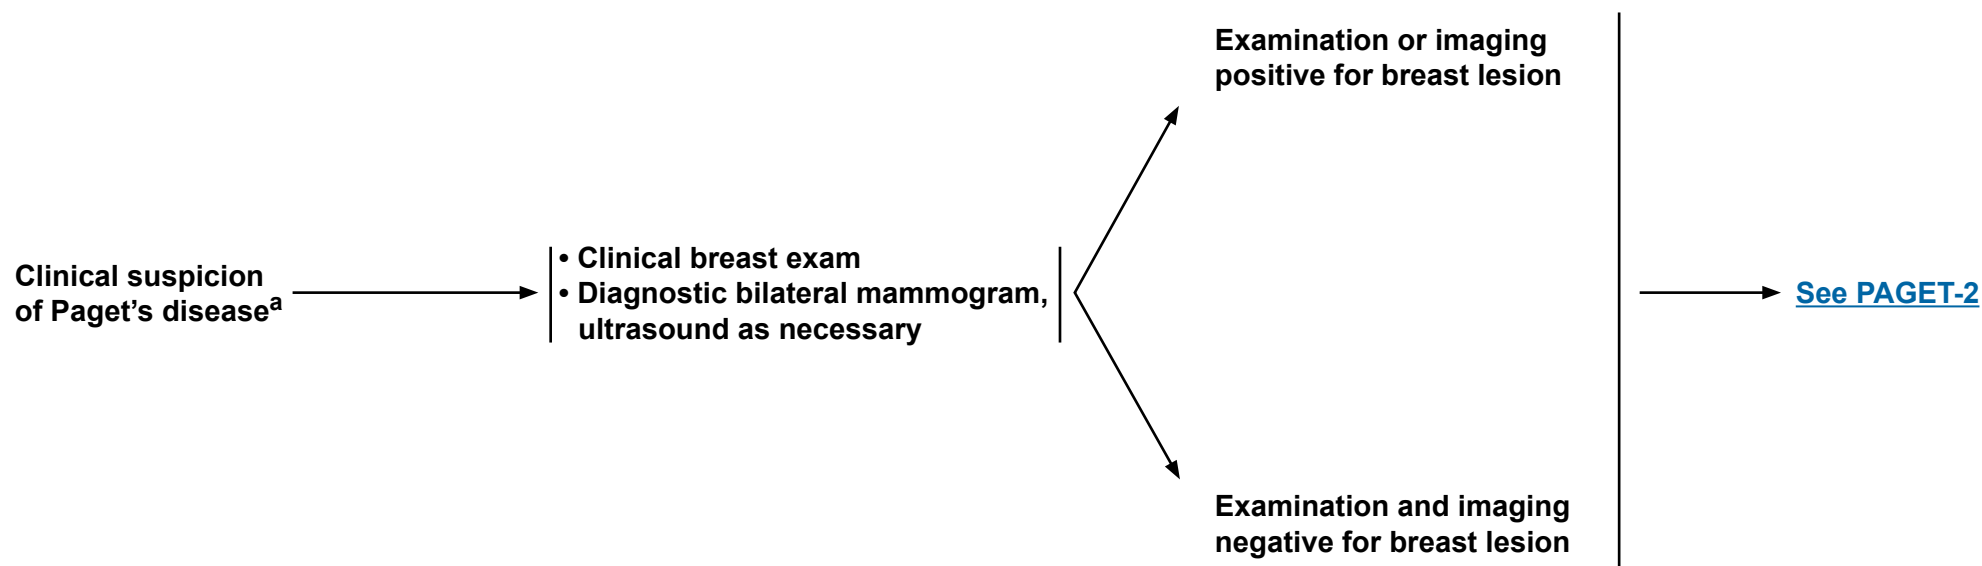 Clinical suspicion
of Paget’s diseaseᵃ
• Clinical breast exam
• Diagnostic bilateral mammogram,
ultrasound as necessary
Examination or imaging
positive for breast lesion
Examination and imaging
negative for breast lesion
See PAGET-2